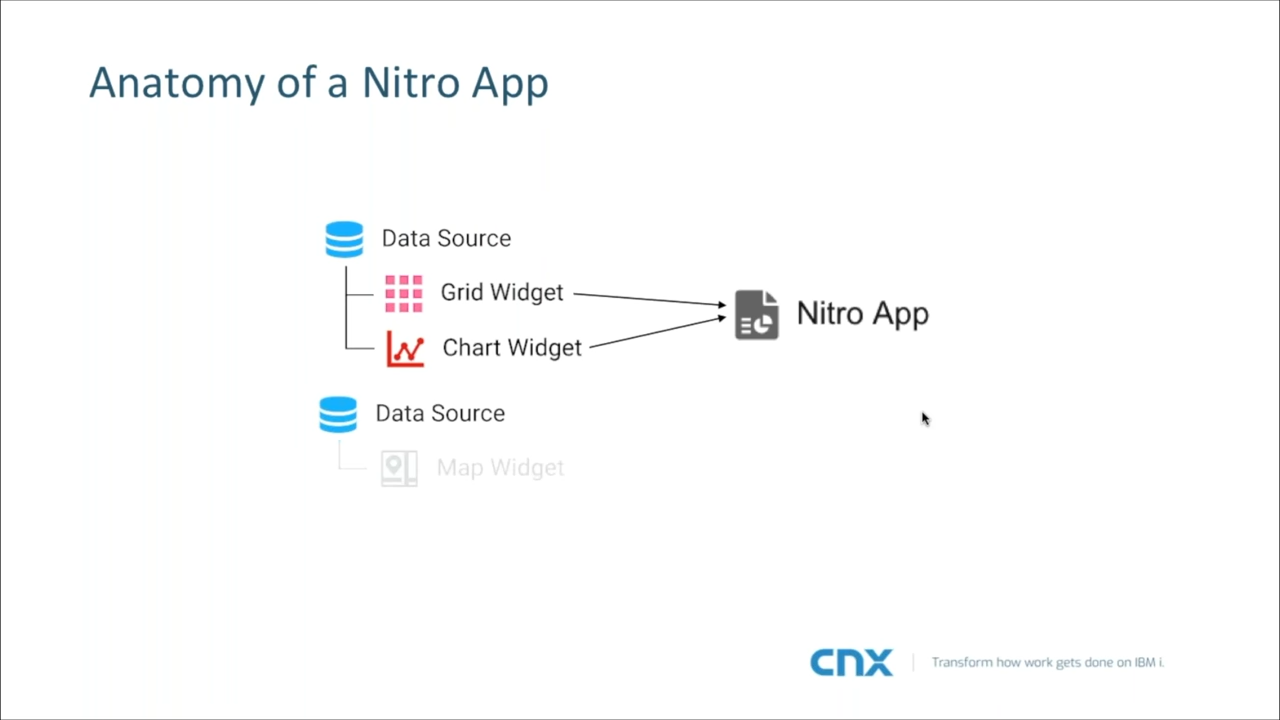 Anatomy of a Nitro App
Data Source
Grid Widget
Nitro App
Chart Widget
Data Source
Map Widget
CNX
Transform how work gets done on IBM i.